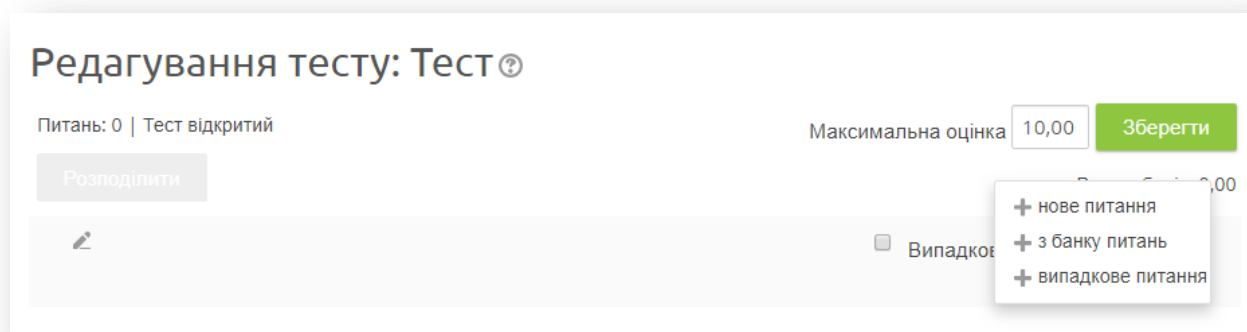 Редагування тесту: Тест
Питань: 0 | Тест відкритий
Максимальна оцінка 10,00 Зберегти
Розподілити
,00
нове питання
з банку питань
випадкове питання